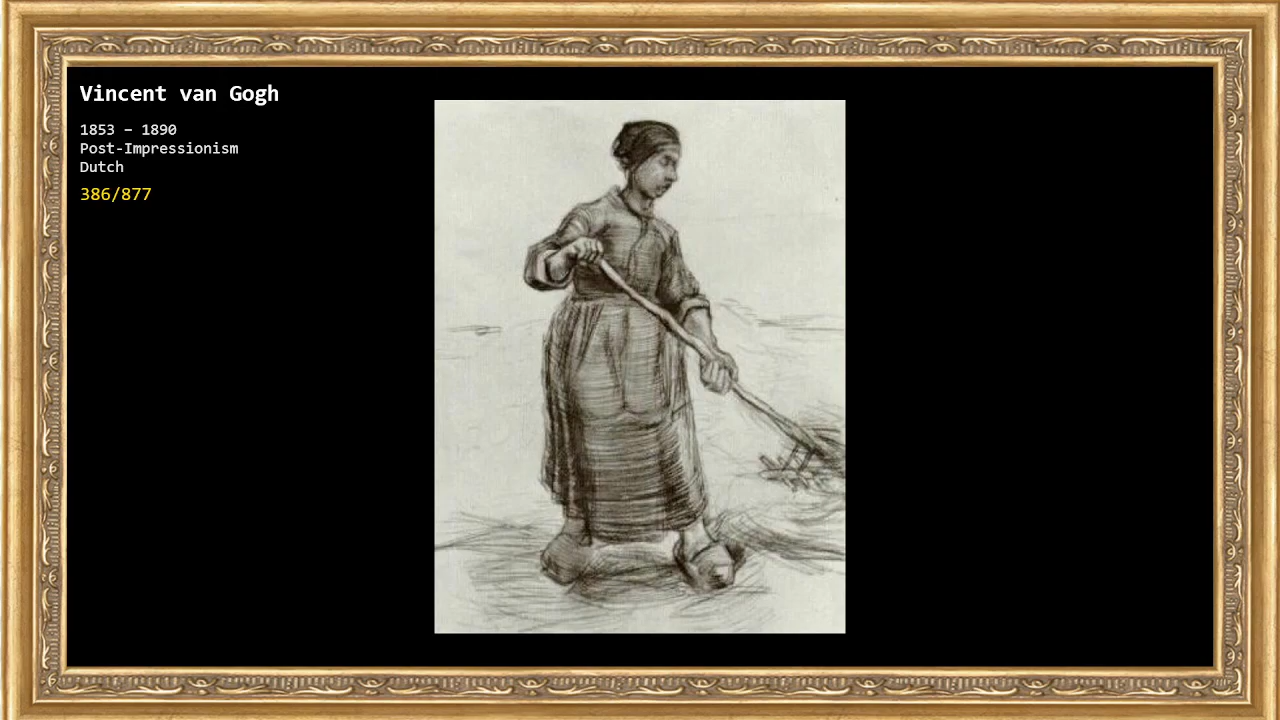 Vincent van Gogh
1853 – 1890
Post-Impressionism
Dutch
386/877